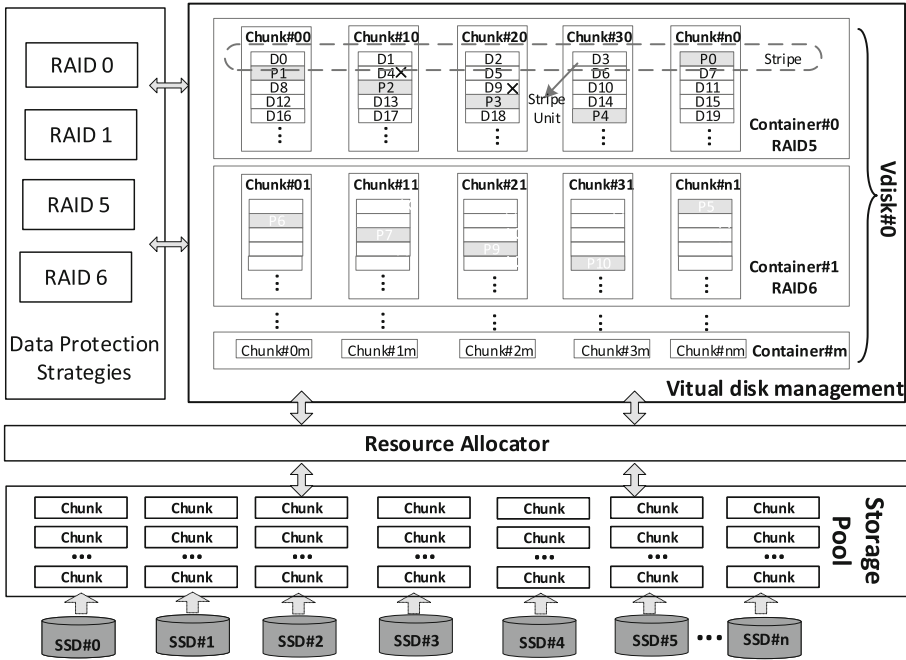 RAID 0
RAID 1
RAID 5
RAID 6
Data Protection
Strategies
Chunk#00 Chunk#10 Chunk#20 Chunk#30 Chunk#n0
D0 D1 D2 D3 P0 Stripe
P1 D4 D5 D6 D7
D8 P2 D9 D10 D11
D12 D13 P3 D14 D15
D16 D17 D18 P4 D19
Stripe
Unit
Container#0
RAID5
Chunk#01 Chunk#11 Chunk#21 Chunk#31 Chunk#n1
P5
P6
P7
P9
P10
Container#1
RAID6
Chunk#0m Chunk#1m Chunk#2m Chunk#3m Chunk#nm Container#m
Vdisk#0
Vitual disk management
Resource Allocator
Chunk Chunk Chunk Chunk Chunk Chunk Chunk
Chunk Chunk Chunk Chunk Chunk Chunk Chunk
Chunk Chunk Chunk Chunk Chunk Chunk Chunk
Storage
Pool
SSD#0 SSD#1 SSD#2 SSD#3 SSD#4 SSD#5 SSD#n